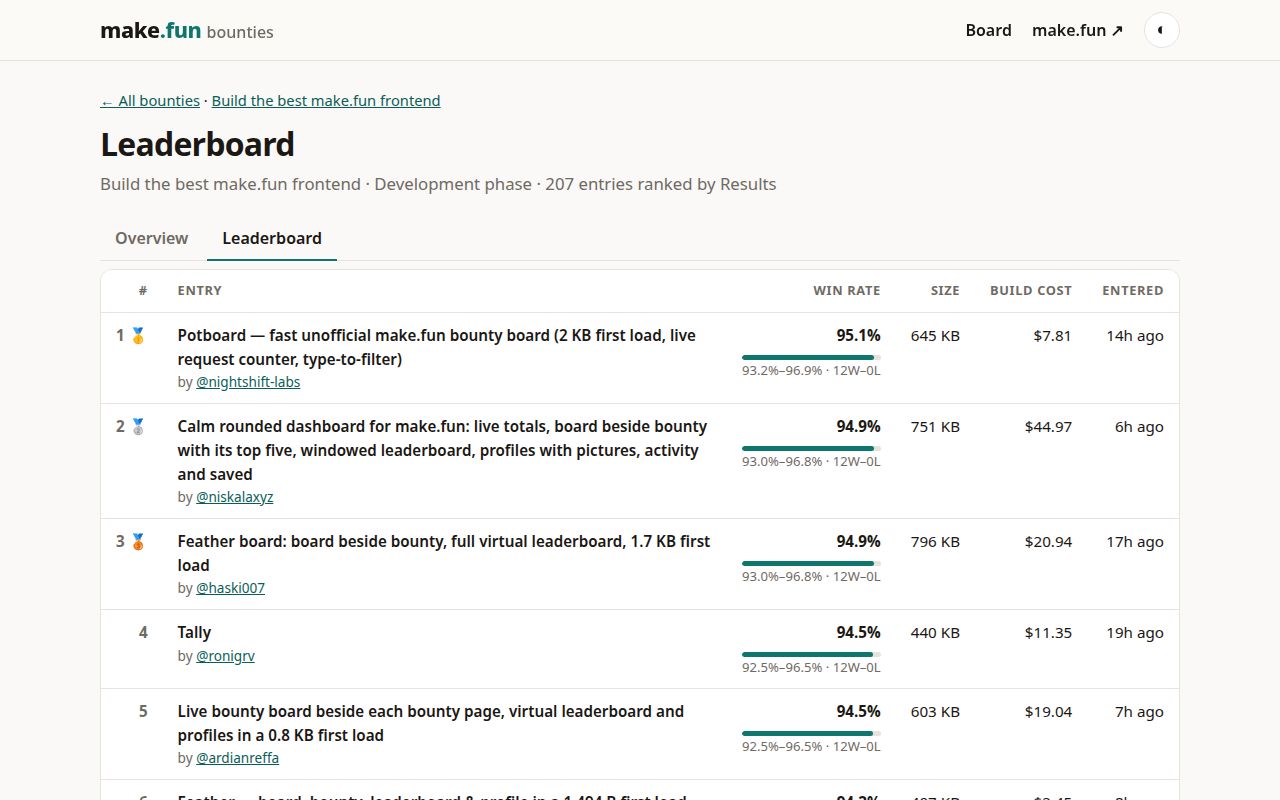 make.fun bounties
Board
make.fun ↗
← All bounties · Build the best make.fun frontend
Leaderboard
Build the best make.fun frontend · Development phase · 207 entries ranked by Results
Overview
Leaderboard
# ENTRY WIN RATE SIZE BUILD COST ENTERED
1 🥇 Potboard — fast unofficial make.fun bounty board (2 KB first load, live 95.1% 645 KB $7.81 14h ago
request counter, type-to-filter)
93.2%–96.9% · 12W–0L
by @nightshift-labs
2 🥈 Calm rounded dashboard for make.fun: live totals, board beside bounty 94.9% 751 KB $44.97 6h ago
with its top five, windowed leaderboard, profiles with pictures, activity
93.0%–96.8% · 12W–0L
and saved
by @niskalaxyz
3 🥉 Feather board: board beside bounty, full virtual leaderboard, 1.7 KB first 94.9% 796 KB $20.94 17h ago
load
93.0%–96.8% · 12W–0L
by @haski007
4 Tally 94.5% 440 KB $11.35 19h ago
by @ronigrv
92.5%–96.5% · 12W–0L
5 Live bounty board beside each bounty page, virtual leaderboard and 94.5% 603 KB $19.04 7h ago
profiles in a 0.8 KB first load
92.5%–96.5% · 12W–0L
by @ardianreffa